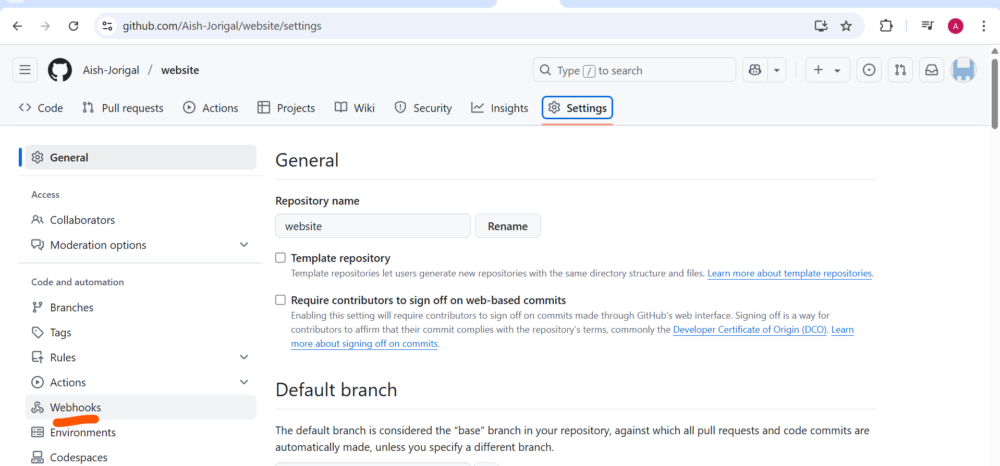 github.com/Aish-Jorigal/website/settings
A
Aish-Jorigal / website
Type / to search
Code Pull requests Actions Projects Wiki Security Insights Settings
General
Access
Collaborators
Moderation options
Code and automation
Branches
Tags
Rules
Actions
Webhooks
Environments
Codespaces
General
Repository name
website Rename
Template repository
Template repositories let users generate new repositories with the same directory structure and files. Learn more about template repositories.
Require contributors to sign off on web-based commits
Enabling this setting will require contributors to sign off on commits made through GitHub’s web interface. Signing off is a way for
contributors to affirm that their commit complies with the repository's terms, commonly the Developer Certificate of Origin (DCO). Learn
more about signing off on commits.
Default branch
The default branch is considered the “base” branch in your repository, against which all pull requests and code commits are
automatically made, unless you specify a different branch.